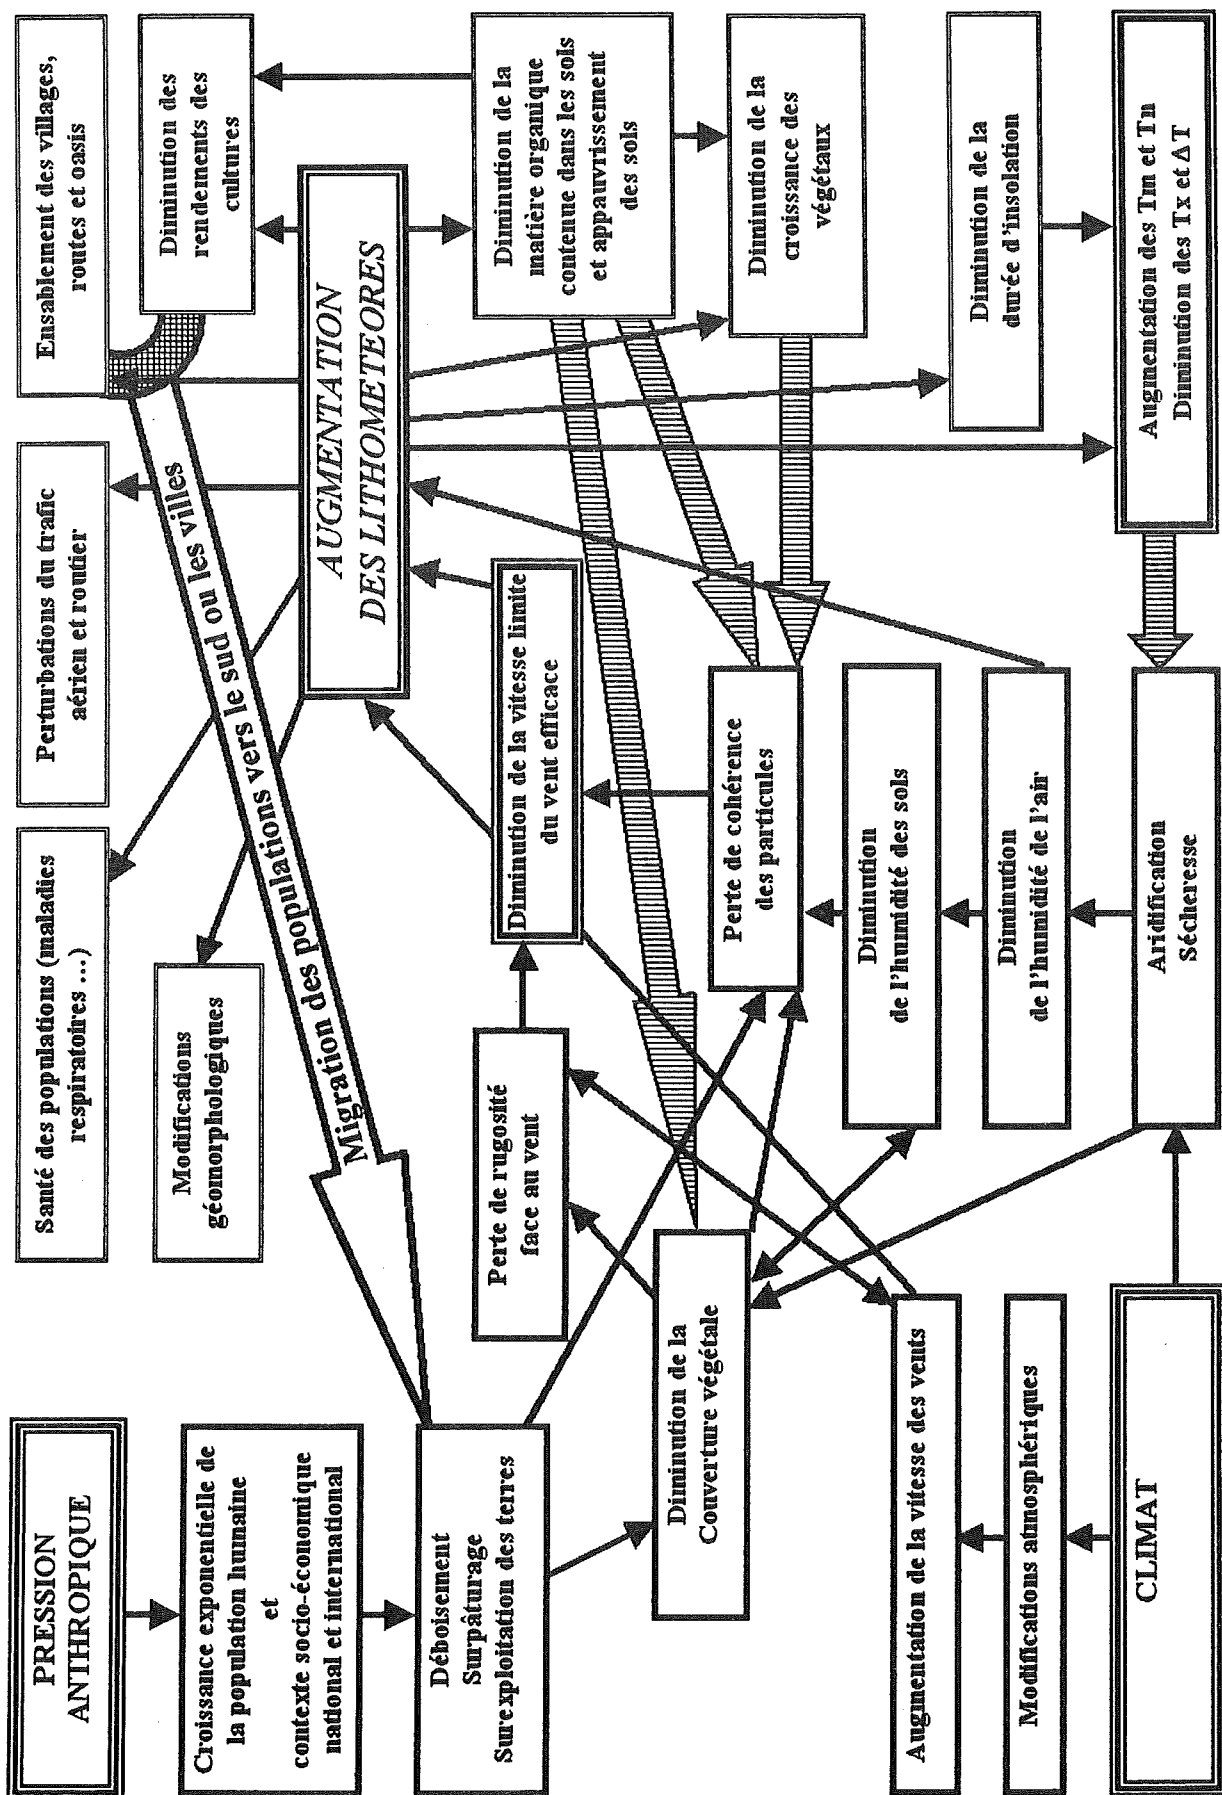 PRESSION
ANTHROPIQUE
Croissance exponentielle de
la population humaine
et
contexte socio-économique
national et international
Déboisement
Surpâturage
Surexploitation des terres
Diminution de la
Couverture végétale
Augmentation de la vitesse des vents
Modifications atmosphériques
CLIMAT
Santé des populations (maladies
respiratoires ...)
Modifications
géomorphologiques
Migration des populations vers le sud ou les villes
Perte de rugosité
face au vent
Diminution de la vitesse limite
du vent efficace
Perte de cohérence
des particules
Diminution
de l'humidité des sols
Diminution
de l'humidité de l'air
Aridification
Sécheresse
Perturbations du trafic
aérien et routier
Ensablement des villages,
routes et oasis
Diminution des
rendements des
cultures
AUGMENTATION
DES LITHOMETEORES
Diminution de la
matière organique
contenue dans les sols
et appauvrissement
des sols
Diminution de la
croissance des
végétaux
Diminution de la
durée d'insolation
Augmentation des Tm et Tn
Diminution des Tx et ΔT